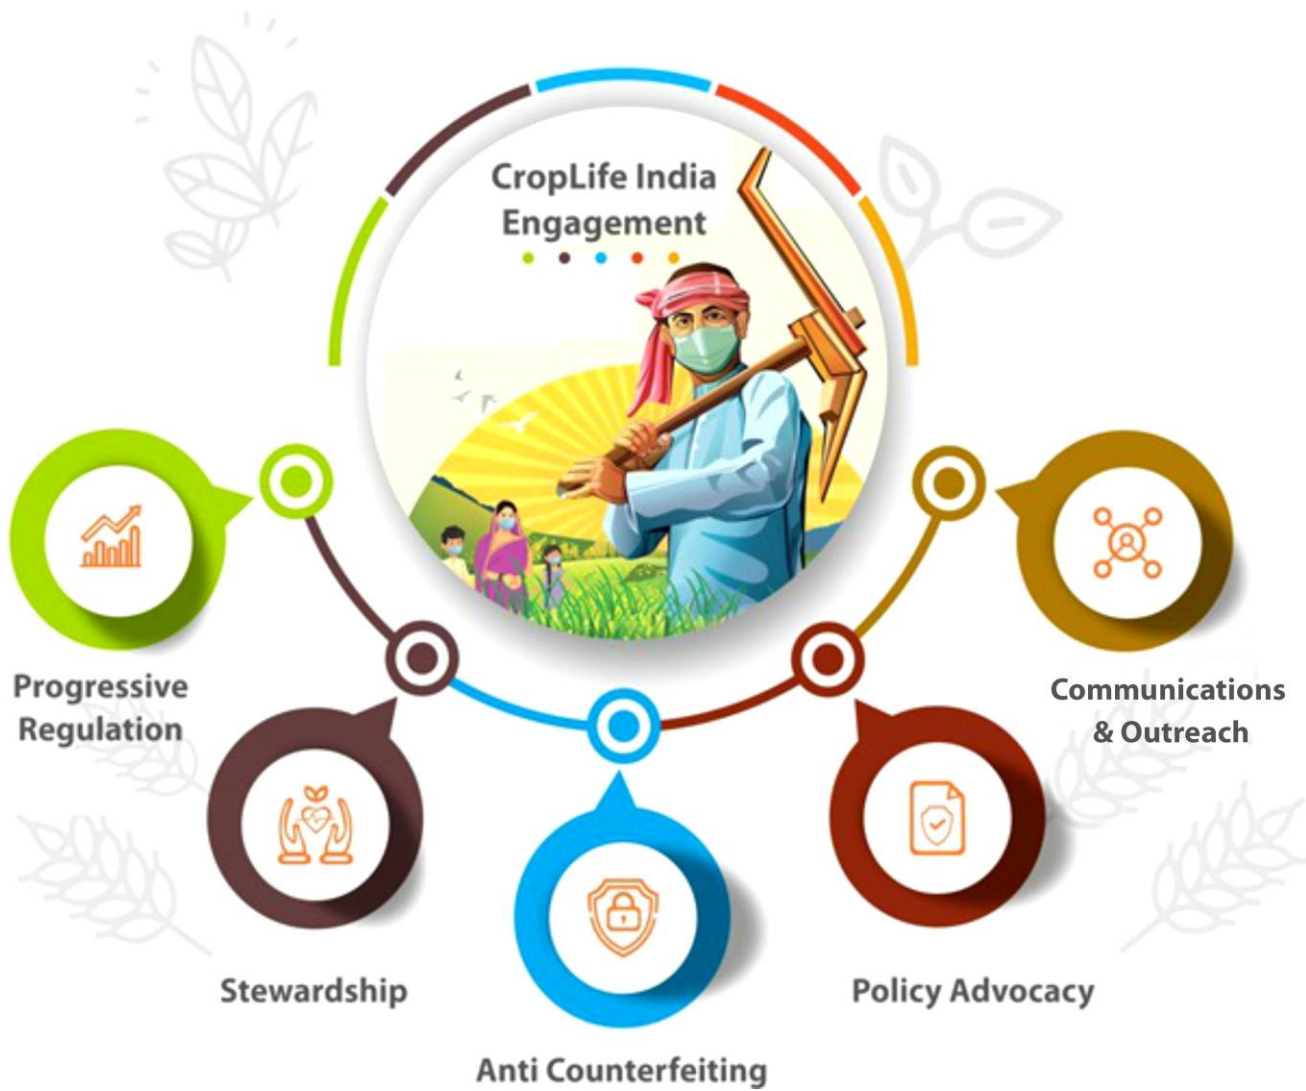 CropLife India
Engagement
Progressive
Regulation
Stewardship
Anti Counterfeiting
Policy Advocacy
Communications
& Outreach